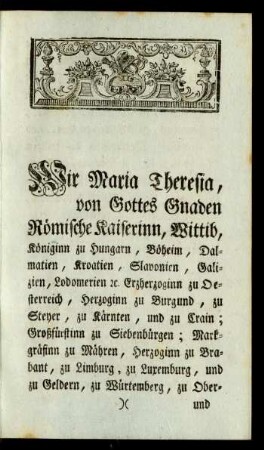 Wir Maria Theresia,
von Gottes Gnaden
Römische Kaiserinn, Wittib,
Königinn zu Hungarn, Böheim, Dal-
matien, Kroatien, Slavonien, Gali-
zien, Lodomerien ꝛc. Erzherzoginn zu Oe-
sterreich, Herzoginn zu Burgund, zu
Steyer, zu Kärnten, und zu Crain;
Großfürstinn zu Siebenbürgen; Mark-
gräfinn zu Mähren, Herzoginn zu Bra-
bant, zu Limburg, zu Luxemburg, und
zu Geldern, zu Würtemberg, zu Ober-
)( und